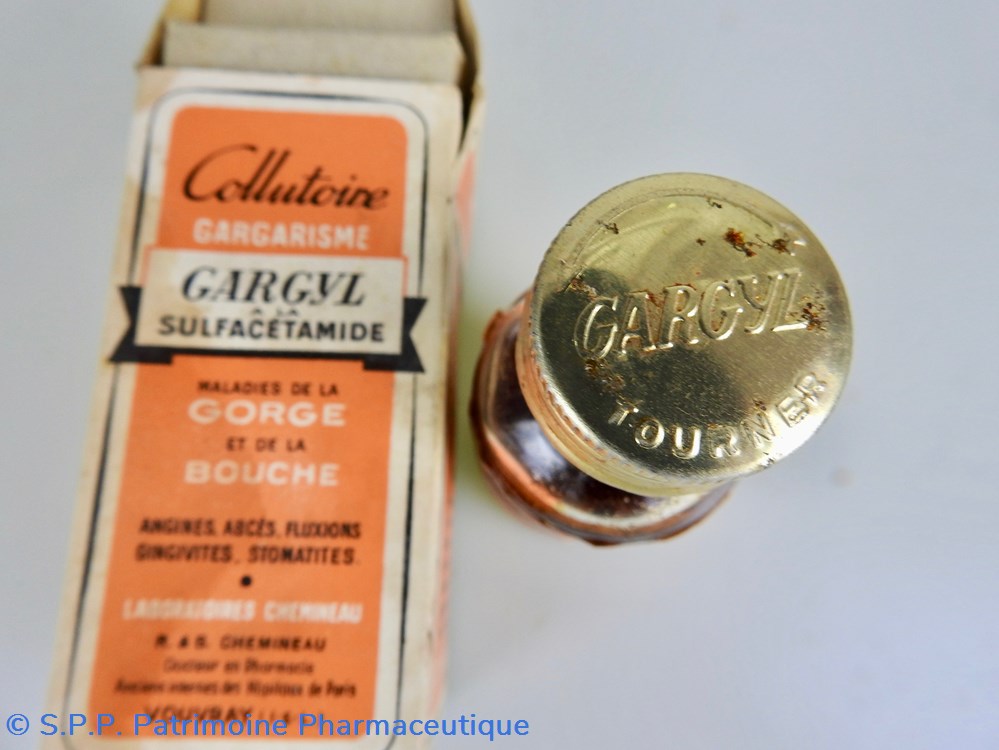 Collutoire
GARGARISME
GARGYL
A LA
SULFACÉTAMIDE
MALADIES DE LA
GORGE
ET DE LA
BOUCHE
ANGINES, ABCÈS, FLUXIONS
GINGIVITES, STOMATITES.
LABORATOIRES CHEMINEAU
R. & S. CHEMINEAU
Docteur en Pharmacie
Anciens internes des Hôpitaux de Paris
VOUVRAY
GARGYL
TOURNER
© S.P.P. Patrimoine Pharmaceutique